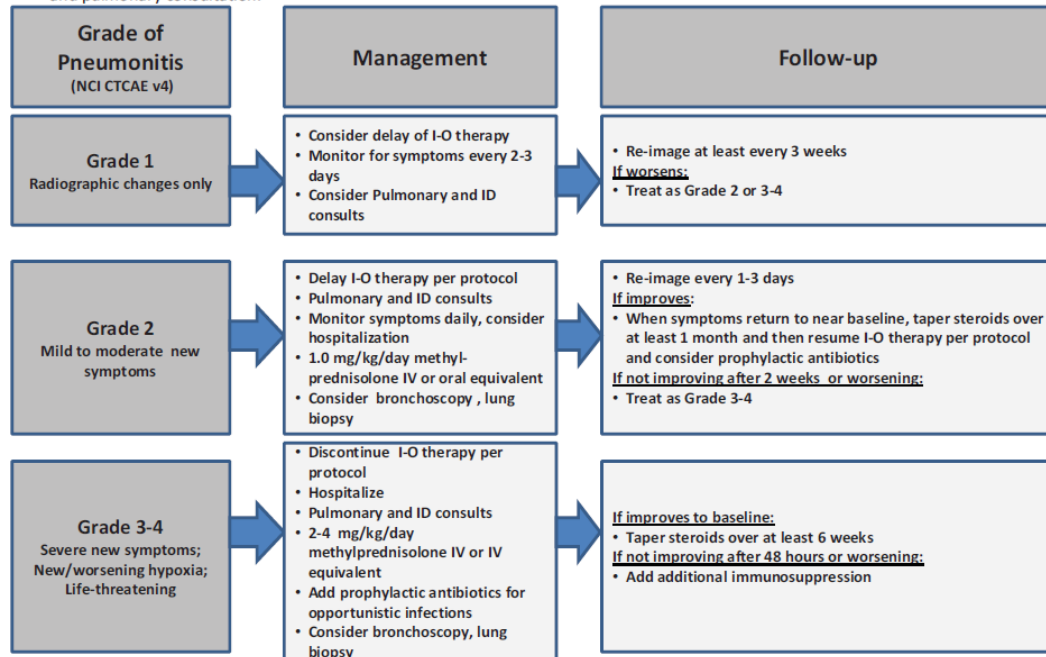 and pulmonary consultation.
Grade of
Pneumonitis
(NCI CTCAE v4)
Management
Follow-up
Grade 1
Radiographic changes only
• Consider delay of I-O therapy
• Monitor for symptoms every 2-3
days
• Consider Pulmonary and ID
consults
• Re-image at least every 3 weeks
If worsens:
• Treat as Grade 2 or 3-4
Grade 2
Mild to moderate new
symptoms
• Delay I-O therapy per protocol
• Pulmonary and ID consults
• Monitor symptoms daily, consider
hospitalization
• 1.0 mg/kg/day methyl-
prednisolone IV or oral equivalent
• Consider bronchoscopy , lung
biopsy
• Re-image every 1-3 days
If improves:
• When symptoms return to near baseline, taper steroids over
at least 1 month and then resume I-O therapy per protocol
and consider prophylactic antibiotics
If not improving after 2 weeks or worsening:
• Treat as Grade 3-4
Grade 3-4
Severe new symptoms;
New/worsening hypoxia;
Life-threatening
• Discontinue I-O therapy per
protocol
• Hospitalize
• Pulmonary and ID consults
• 2-4 mg/kg/day
methylprednisolone IV or IV
equivalent
• Add prophylactic antibiotics for
opportunistic infections
• Consider bronchoscopy, lung
biopsy
If improves to baseline:
• Taper steroids over at least 6 weeks
If not improving after 48 hours or worsening:
• Add additional immunosuppression